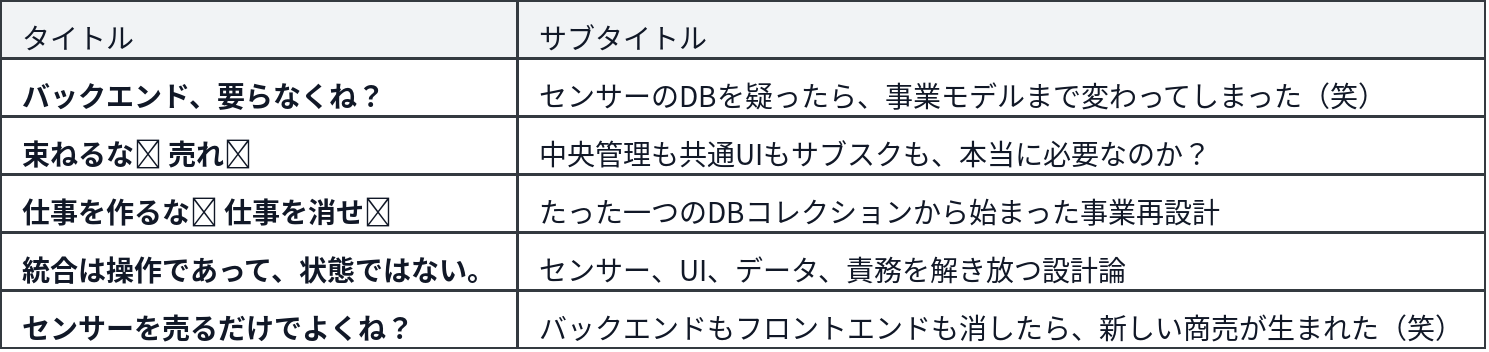 タイトル サブタイトル
バックエンド、要らなくね？ センサーのDBを疑ったら、事業モデルまで変わってしまった（笑）
束ねるな 売れ 中央管理も共通UIもサブスクも、本当に必要なのか？
仕事を作るな 仕事を消せ たった一つのDBコレクションから始まった事業再設計
統合は操作であって、状態ではない。 センサー、UI、データ、責務を解き放つ設計論
センサーを売るだけでよくね？ バックエンドもフロントエンドも消したら、新しい商売が生まれた（笑）